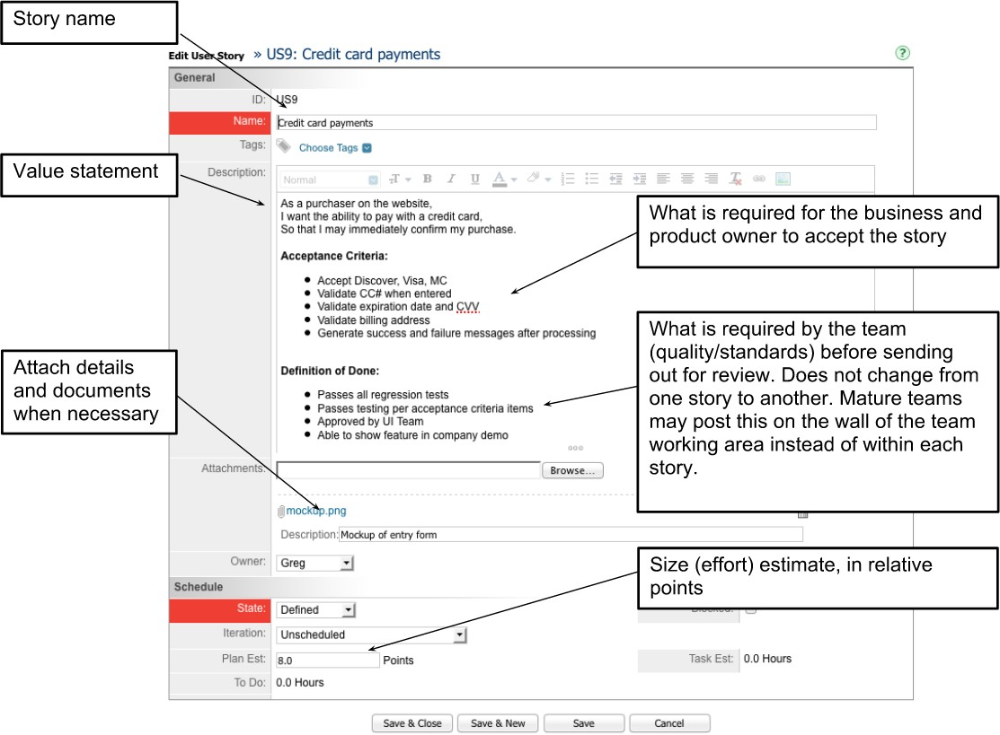 Story name
Edit User Story » US9: Credit card payments
?
General
ID: US9
Name: Credit card payments
Tags: Choose Tags
Value statement
Description:
Normal
As a purchaser on the website,
I want the ability to pay with a credit card,
So that I may immediately confirm my purchase.
What is required for the business and
product owner to accept the story
Acceptance Criteria:
• Accept Discover, Visa, MC
• Validate CC# when entered
• Validate expiration date and CVV
• Validate billing address
• Generate success and failure messages after processing
What is required by the team
(quality/standards) before sending
out for review. Does not change from
one story to another. Mature teams
may post this on the wall of the team
working area instead of within each
story.
Attach details
and documents
when necessary
Definition of Done:
• Passes all regression tests
• Passes testing per acceptance criteria items
• Approved by UI Team
• Able to show feature in company demo
Attachments: Browse...
mockup.png
Description: Mockup of entry form
Owner: Greg
Size (effort) estimate, in relative
points
Schedule
State: Defined Blocked:
Iteration: Unscheduled
Plan Est: 8.0 Points Task Est: 0.0 Hours
To Do: 0.0 Hours
Save & Close Save & New Save Cancel